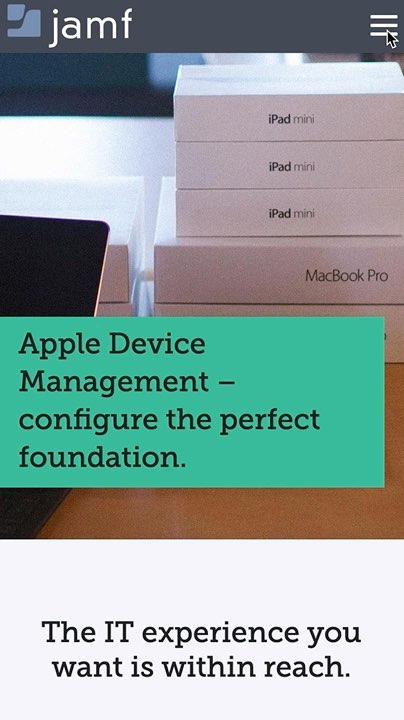 jamf
iPad mini
iPad mini
iPad mini
MacBook Pro
Apple Device
Management –
configure the perfect
foundation.
The IT experience you
want is within reach.